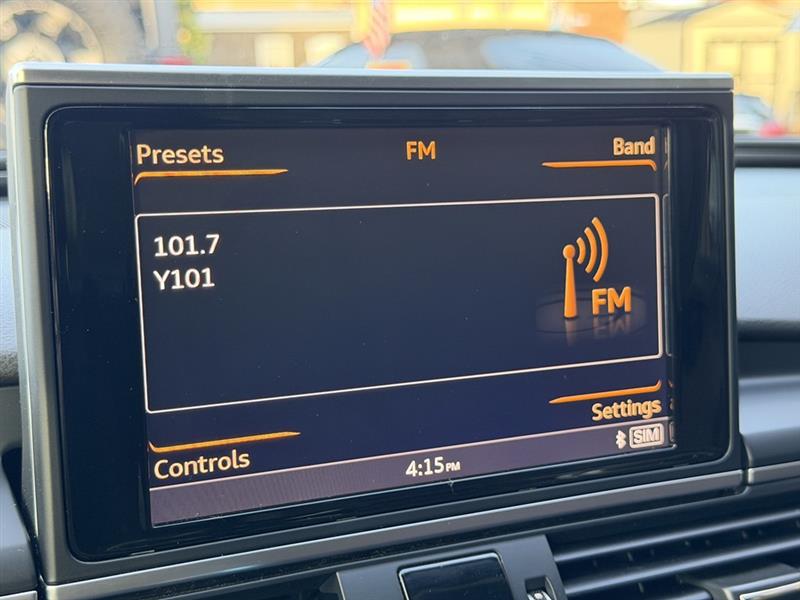 Presets
FM
Band
101.7
Y101
FM
Settings
SIM
Controls
4:15PM